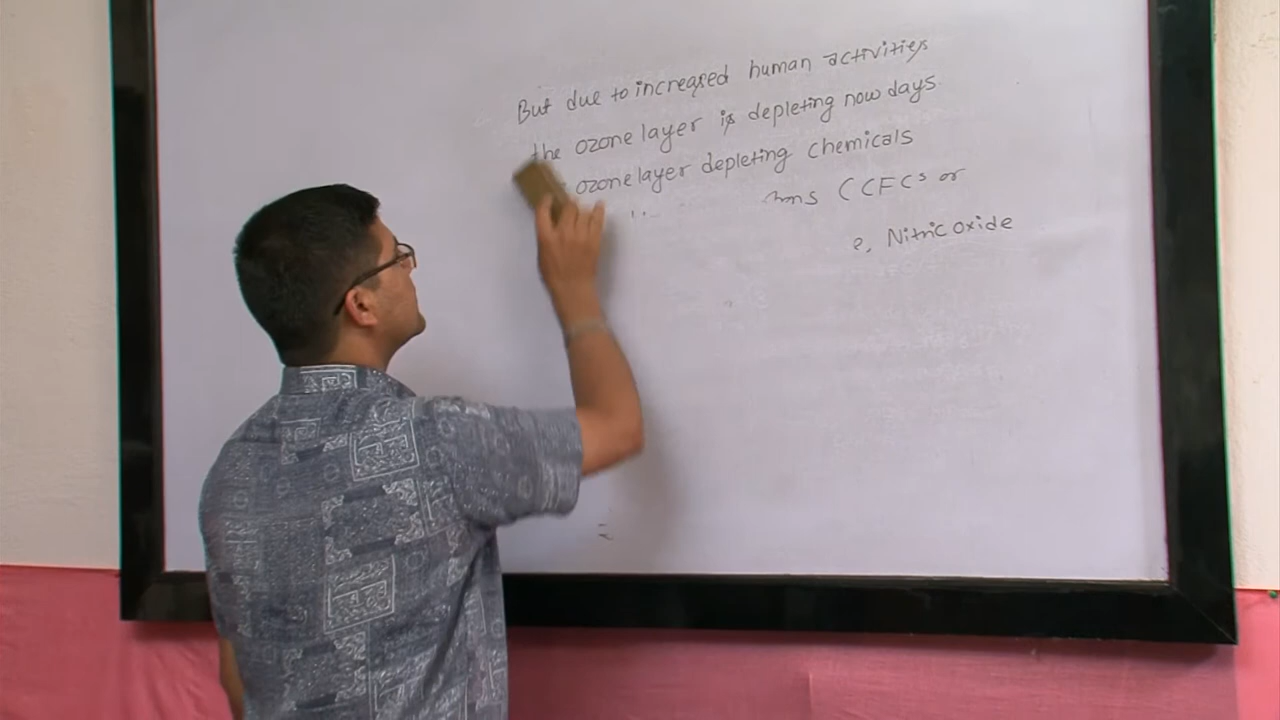 But due to increased human activities
the ozone layer is depleting now days
ozone layer depleting chemicals
ons (CFCs or
e, Nitric oxide